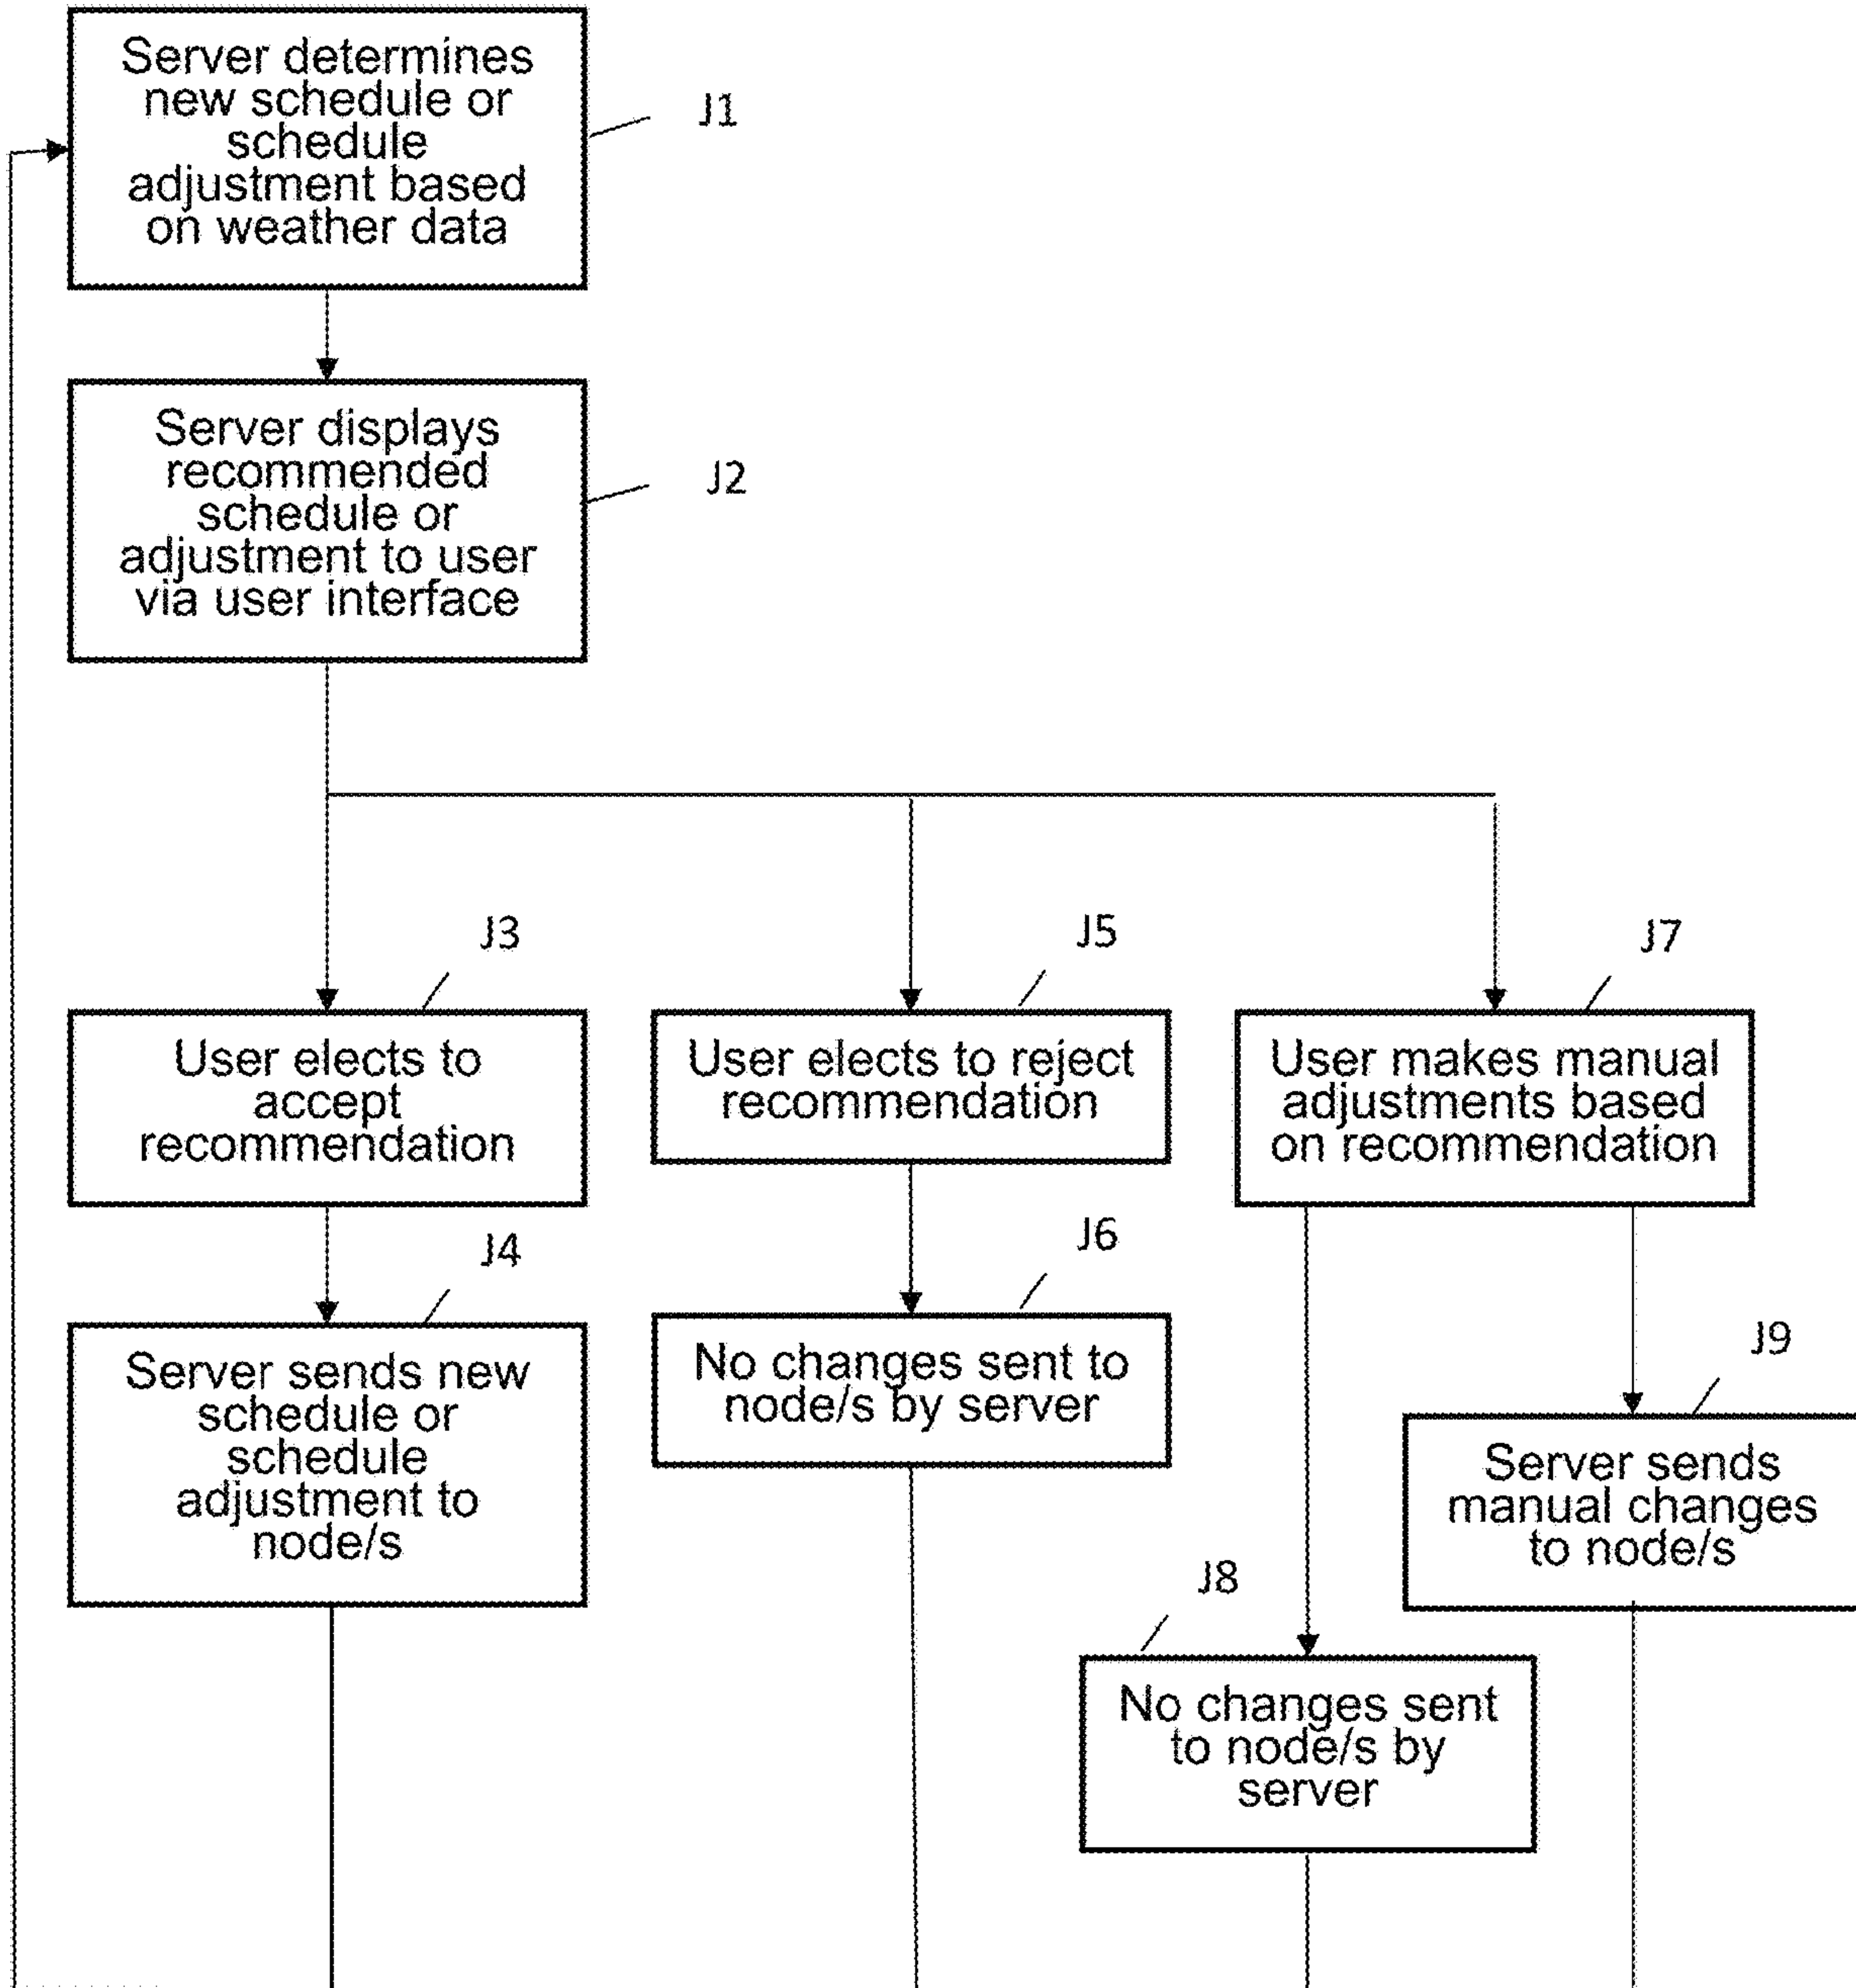 Server determines
new schedule or
schedule
adjustment based
on weather data
J1
Server displays
recommended
schedule or
adjustment to user
via user interface
J2
J3
User elects to
accept
recommendation
J5
User elects to reject
recommendation
J7
User makes manual
adjustments based
on recommendation
J4
Server sends new
schedule or
schedule
adjustment to
node/s
J6
No changes sent to
node/s by server
J9
Server sends
manual changes
to node/s
J8
No changes sent
to node/s by
server